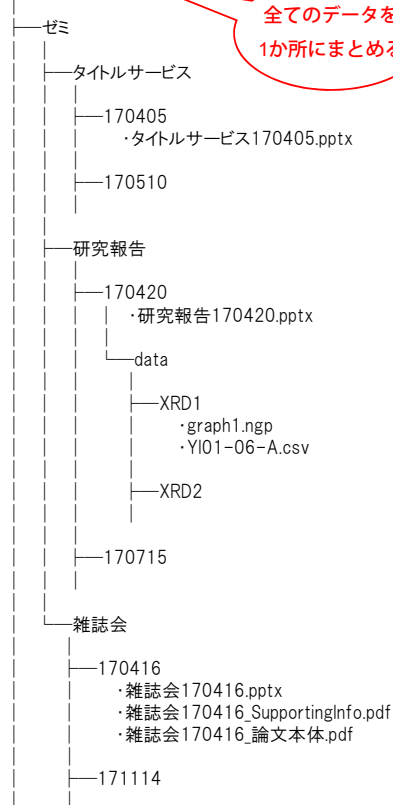 全てのデータを
1か所にまとめる
ゼミ
タイトルサービス
170405
・タイトルサービス170405.pptx
170510
研究報告
170420
・研究報告170420.pptx
data
XRD1
・graph1.ngp
・YI01-06-A.csv
XRD2
170715
雑誌会
170416
・雑誌会170416.pptx
・雑誌会170416_SupportingInfo.pdf
・雑誌会170416_論文本体.pdf
171114